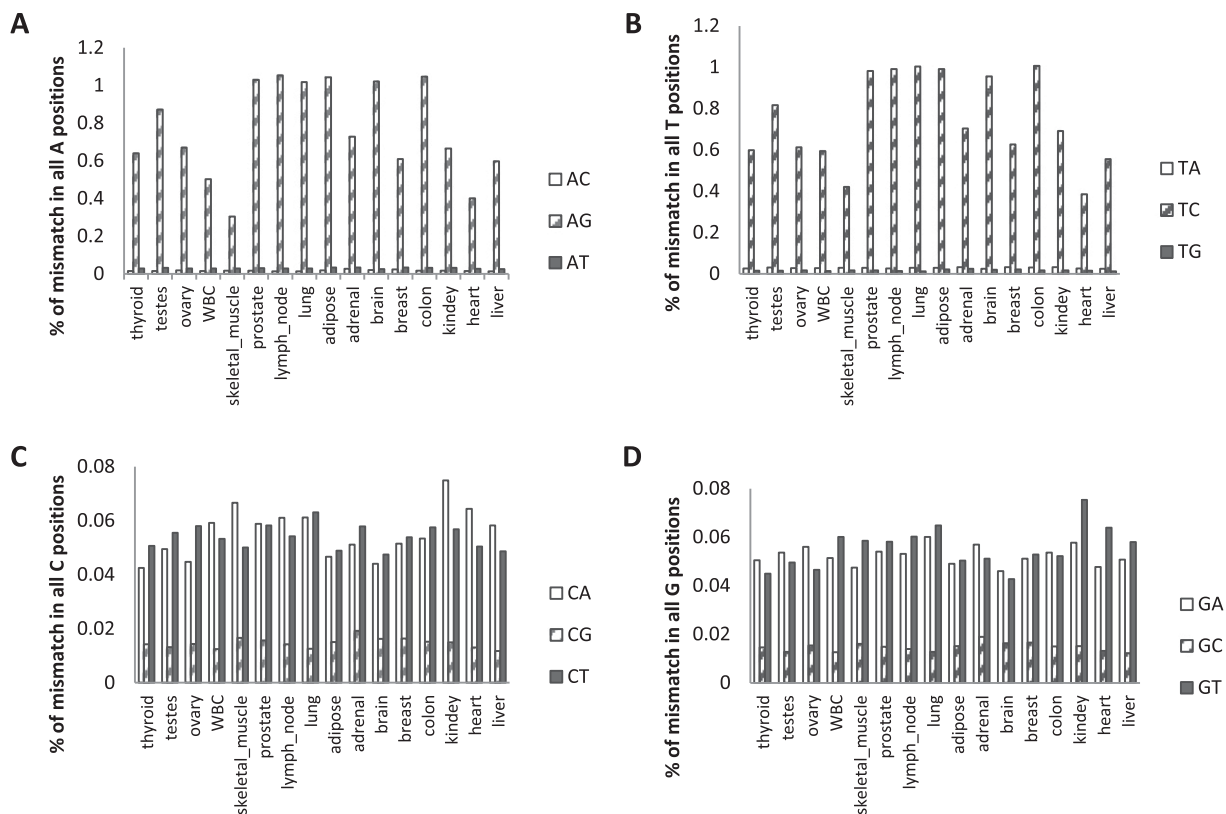 A
% of mismatch in all A positions
1.2
1
0.8
0.6
0.4
0.2
0
thyroid
testes
ovary
WBC
skeletal_muscle
prostate
lymph_node
lung
adipose
adrenal
brain
breast
colon
kindey
heart
liver
AC
AG
AT
B
% of mismatch in all T positions
1.2
1
0.8
0.6
0.4
0.2
0
thyroid
testes
ovary
WBC
skeletal_muscle
prostate
lymph_node
lung
adipose
adrenal
brain
breast
colon
kindey
heart
liver
TA
TC
TG
C
% of mismatch in all C positions
0.08
0.06
0.04
0.02
0
thyroid
testes
ovary
WBC
skeletal_muscle
prostate
lymph_node
lung
adipose
adrenal
brain
breast
colon
kindey
heart
liver
CA
CG
CT
D
% of mismatch in all G positions
0.08
0.06
0.04
0.02
0
thyroid
testes
ovary
WBC
skeletal_muscle
prostate
lymph_node
lung
adipose
adrenal
brain
breast
colon
kindey
heart
liver
GA
GC
GT